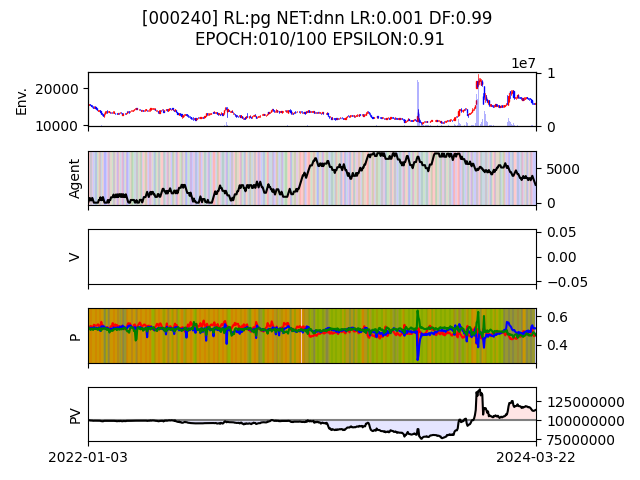 [000240] RL:pg NET:dnn LR:0.001 DF:0.99
EPOCH:010/100 EPSILON:0.91
1e7
Env.
20000
10000
1
0
Agent
5000
0
V
0.05
0.00
−0.05
P
0.6
0.4
PV
125000000
100000000
75000000
2022-01-03
2024-03-22